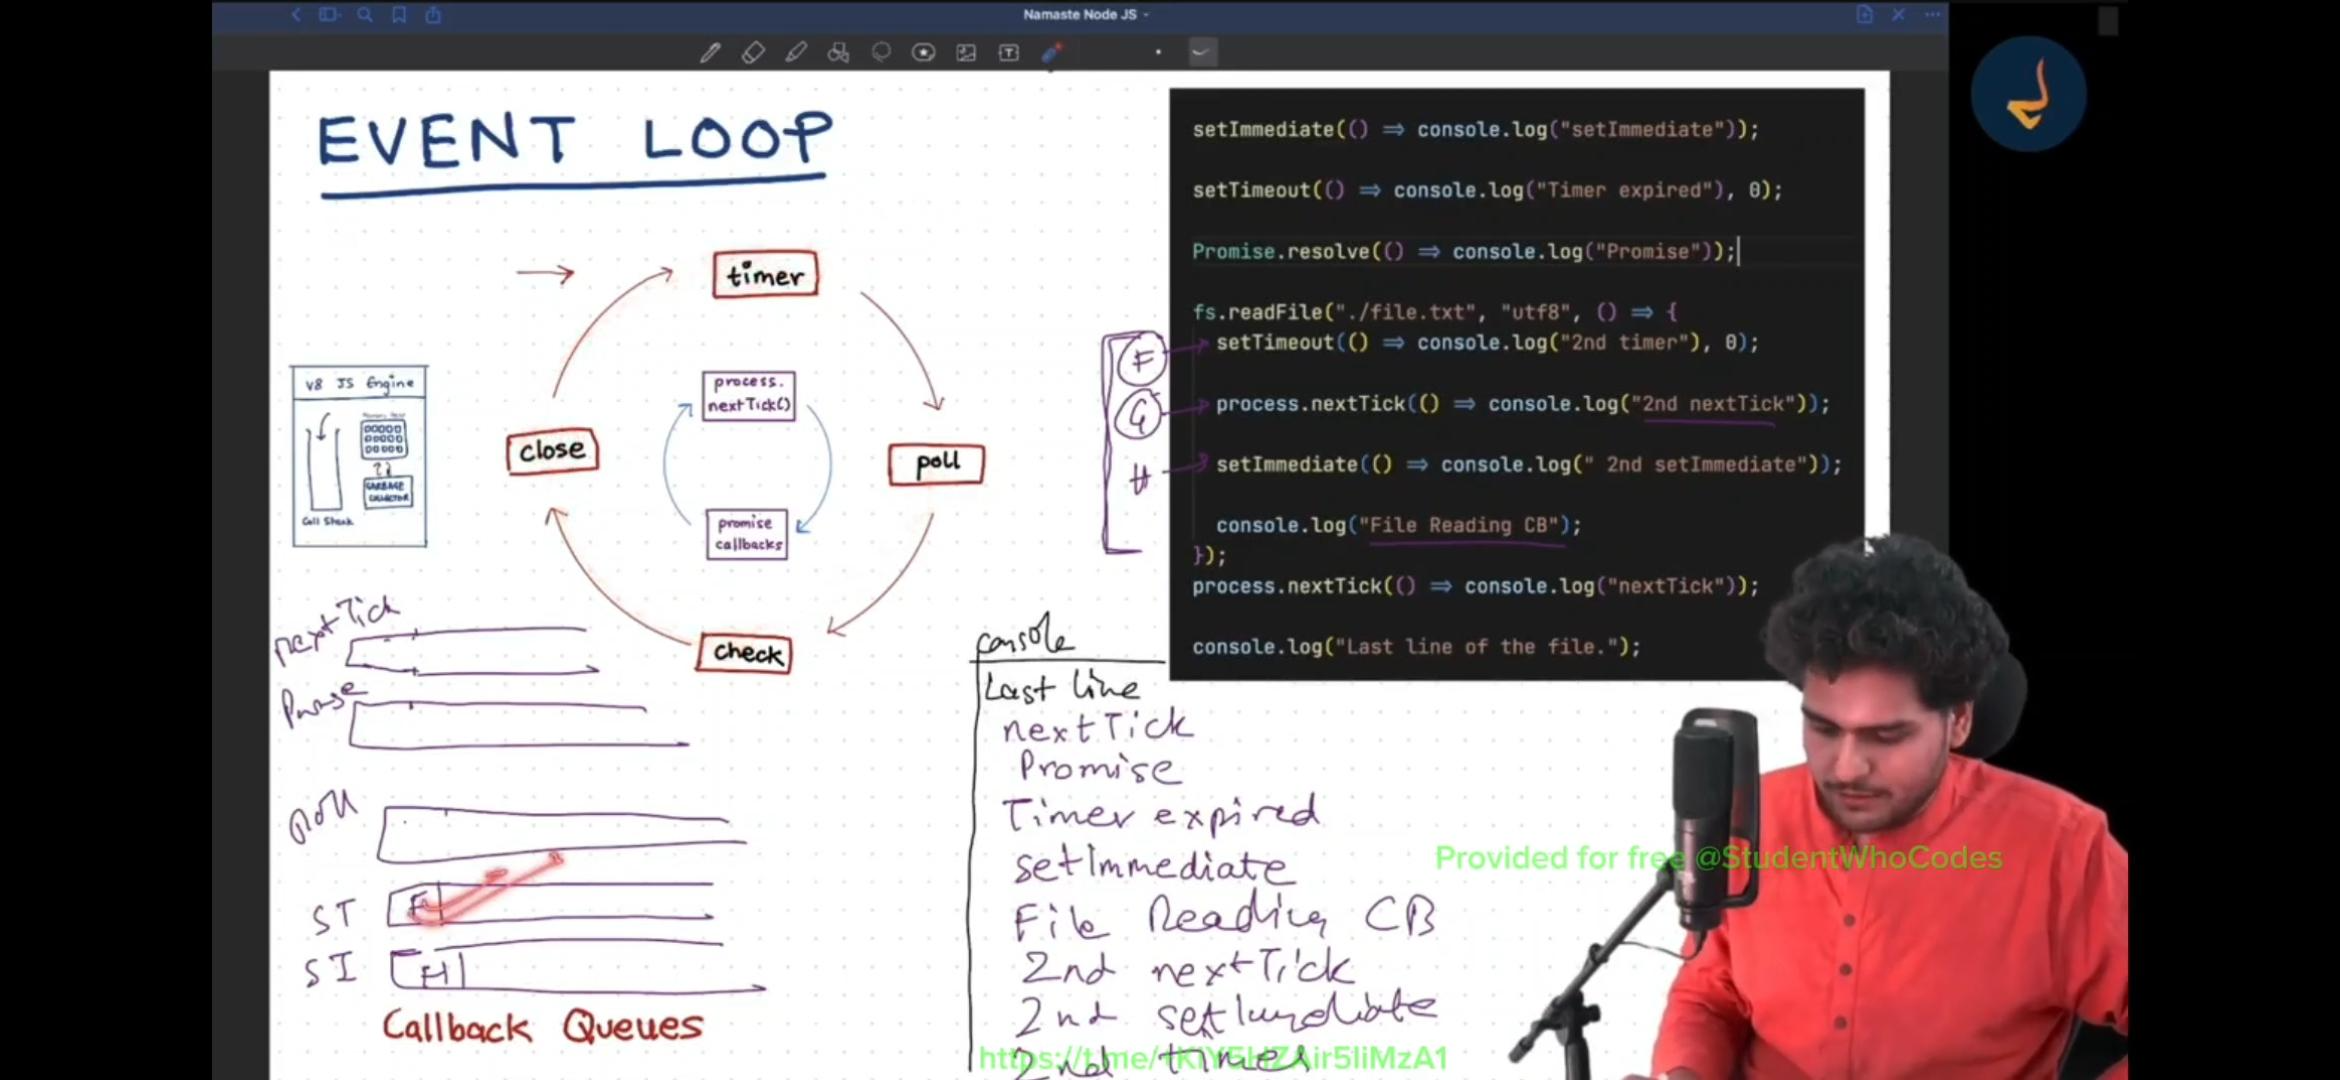 Namaste Node JS
EVENT LOOP
timer
poll
check
close
process.
nextTick()
promise
callbacks
V8 JS Engine
GARBAGE
COLLECTOR
Call Stack
nextTick
Poll
ST
F
SI
H
Callback Queues
F
G
H
setImmediate(() ⇒ console.log("setImmediate"));
setTimeout(() ⇒ console.log("Timer expired"), 0);
Promise.resolve(() ⇒ console.log("Promise"));
fs.readFile("./file.txt", "utf8", () ⇒ {
setTimeout(() ⇒ console.log("2nd timer"), 0);
process.nextTick(() ⇒ console.log("2nd nextTick"));
setImmediate(() ⇒ console.log(" 2nd setImmediate"));
console.log("File Reading CB");
});
process.nextTick(() ⇒ console.log("nextTick"));
console.log("Last line of the file.");
console
Last line
nextTick
Promise
Timer expired
setImmediate
File Reading CB
2nd nextTick
2nd setImmediate
2nd timer
Provided for free @StudentWhoCodes